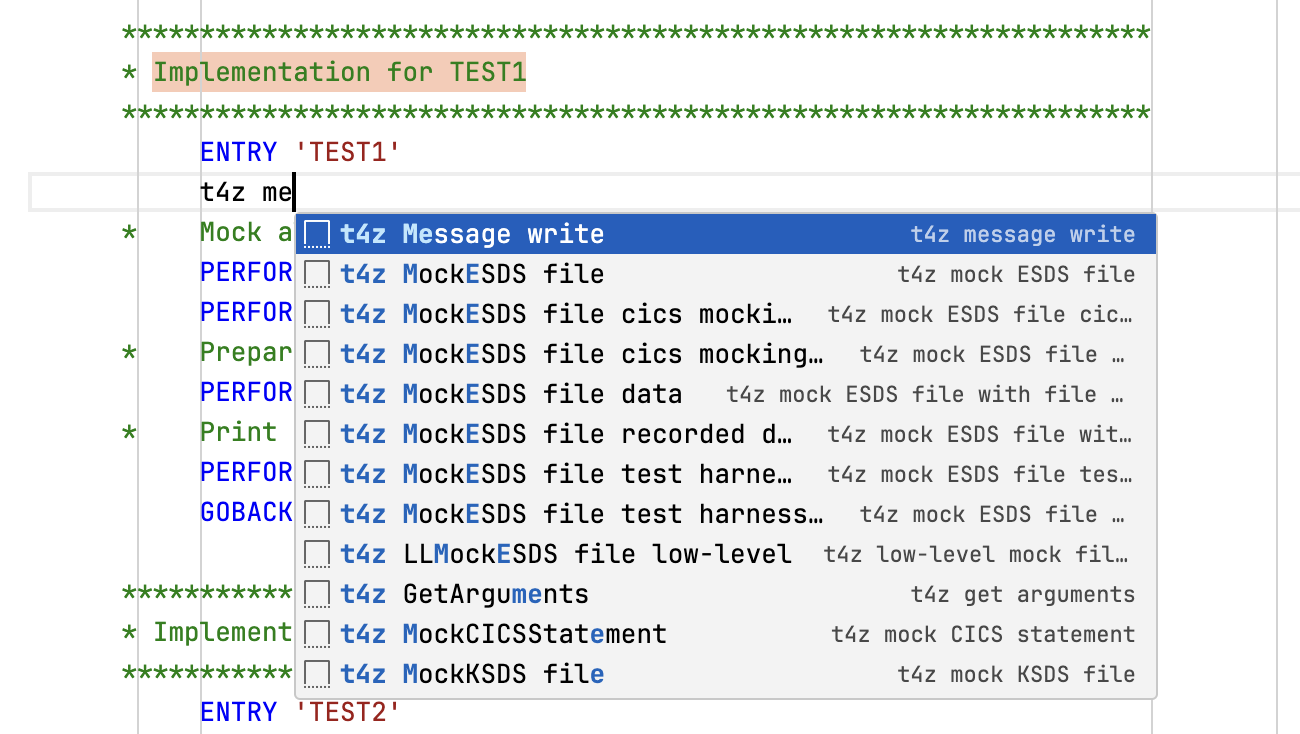 ******************************************************************
* Implementation for TEST1
******************************************************************
ENTRY 'TEST1'
t4z me
* Mock a
t4z Message write t4z message write
PERFOR
t4z MockESDS file t4z mock ESDS file
PERFOR
t4z MockESDS file cics mocki… t4z mock ESDS file cic…
* Prepar
t4z MockESDS file cics mocking… t4z mock ESDS file …
PERFOR
t4z MockESDS file data t4z mock ESDS file with file …
* Print
t4z MockESDS file recorded d… t4z mock ESDS file wit…
PERFOR
t4z MockESDS file test harne… t4z mock ESDS file tes…
GOBACK
t4z MockESDS file test harness… t4z mock ESDS file …
t4z LLMockESDS file low-level t4z low-level mock fil…
***********
t4z GetArguments t4z get arguments
* Implement
t4z MockCICSStatement t4z mock CICS statement
***********
t4z MockKSDS file t4z mock KSDS file
ENTRY 'TEST2'